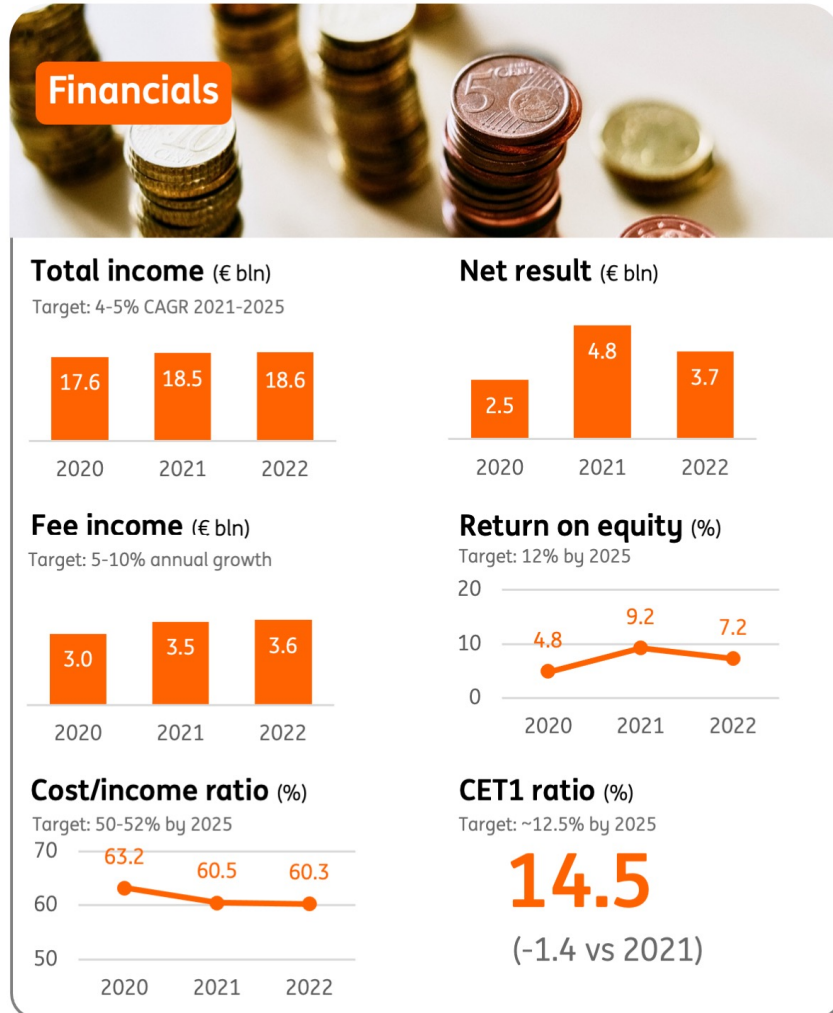 Financials
Total income (€ bln)
Target: 4-5% CAGR 2021-2025
17.6
18.5
18.6
2020
2021
2022
Net result (€ bln)
2.5
4.8
3.7
2020
2021
2022
Fee income (€ bln)
Target: 5-10% annual growth
3.0
3.5
3.6
2020
2021
2022
Return on equity (%)
Target: 12% by 2025
20
10
0
4.8
9.2
7.2
2020
2021
2022
Cost/income ratio (%)
Target: 50-52% by 2025
70
60
50
63.2
60.5
60.3
2020
2021
2022
CET1 ratio (%)
Target: ~12.5% by 2025
14.5
(-1.4 vs 2021)